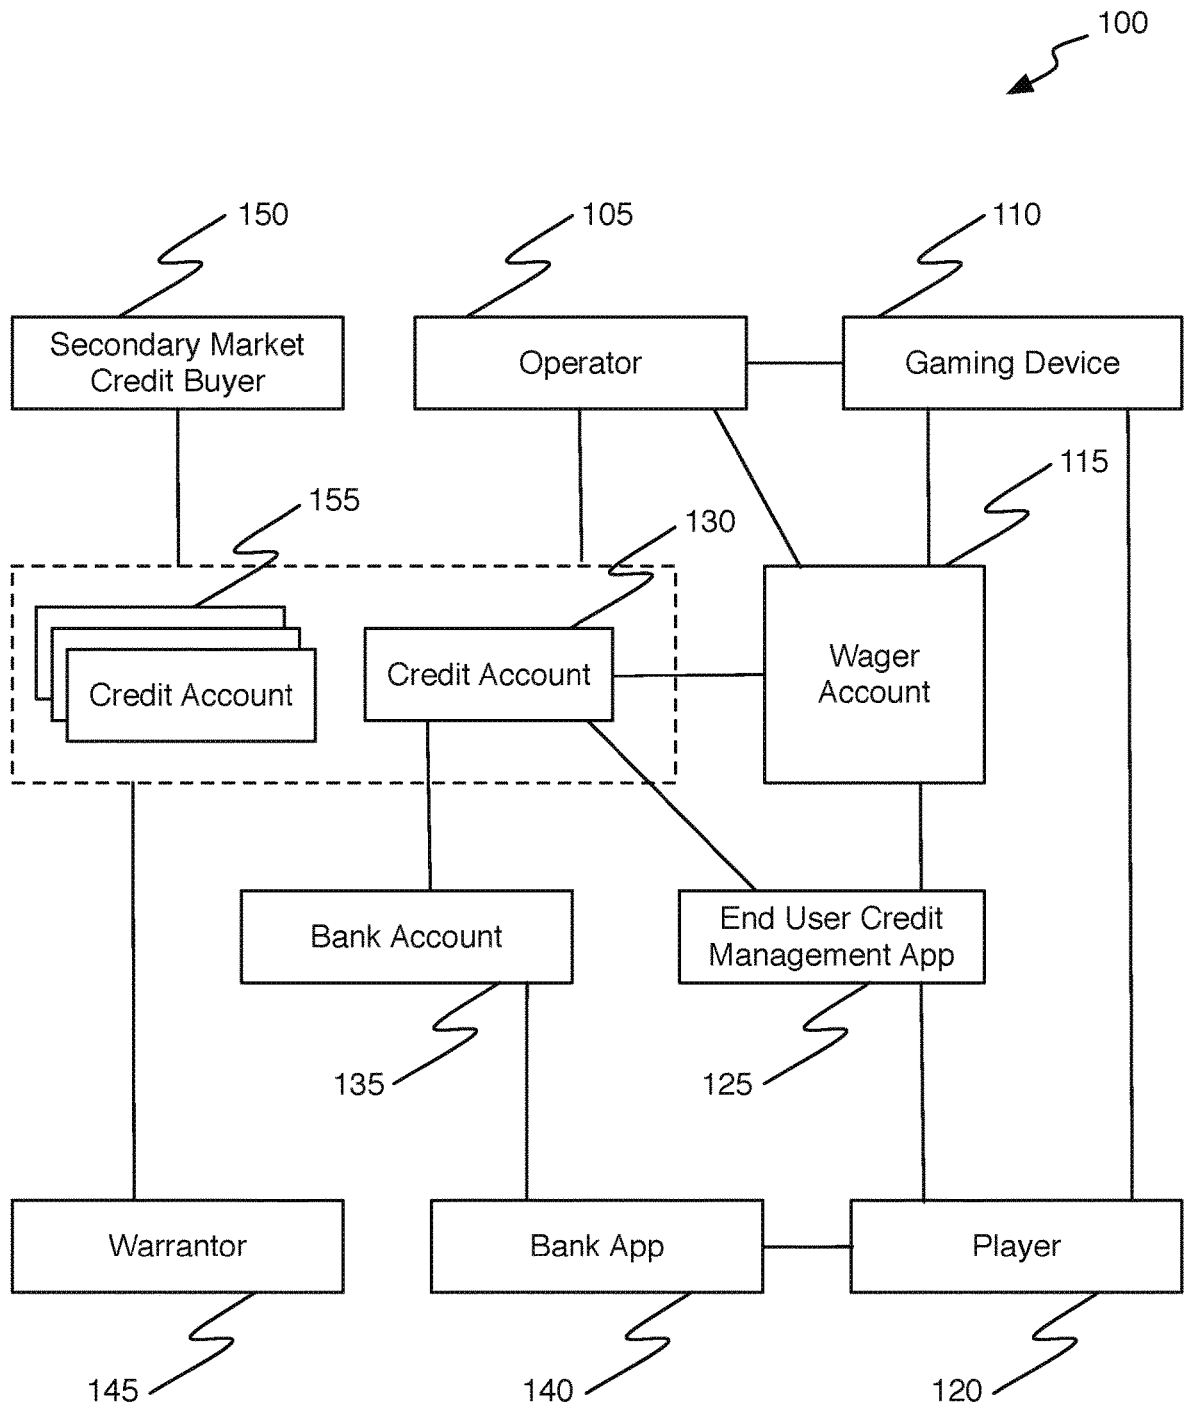 100
150
105
110
Secondary Market
Credit Buyer
Operator
Gaming Device
115
155
130
Credit Account
Credit Account
Wager
Account
Bank Account
End User Credit
Management App
135
125
Warrantor
Bank App
Player
145
140
120